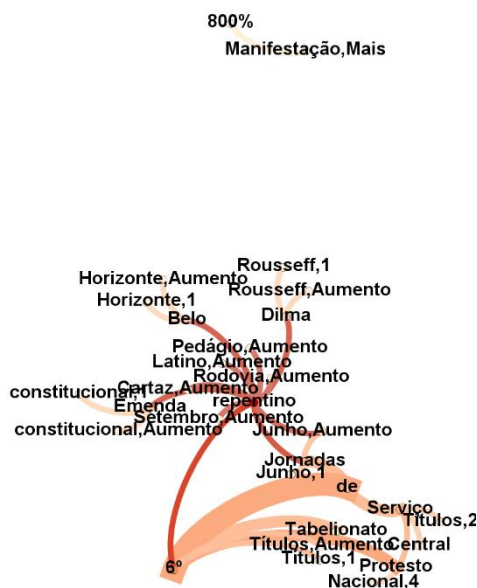 800%
Manifestação,Mais
Rousseff,1
Horizonte,Aumento
Rousseff,Aumento
Horizonte,1
Belo
Dilma
Pedágio,Aumento
Latino,Aumento
Rodovia,Aumento
Cartaz,Aumento
constitucional,1
repentino
Emenda
Setembro,Aumento
constitucional,Aumento
Junho,Aumento
Jornadas
Junho,1
de
Serviço
Títulos,2
Tabelionato
Títulos,Aumento
Central
Títulos,1
6º
Protesto
Nacional,4